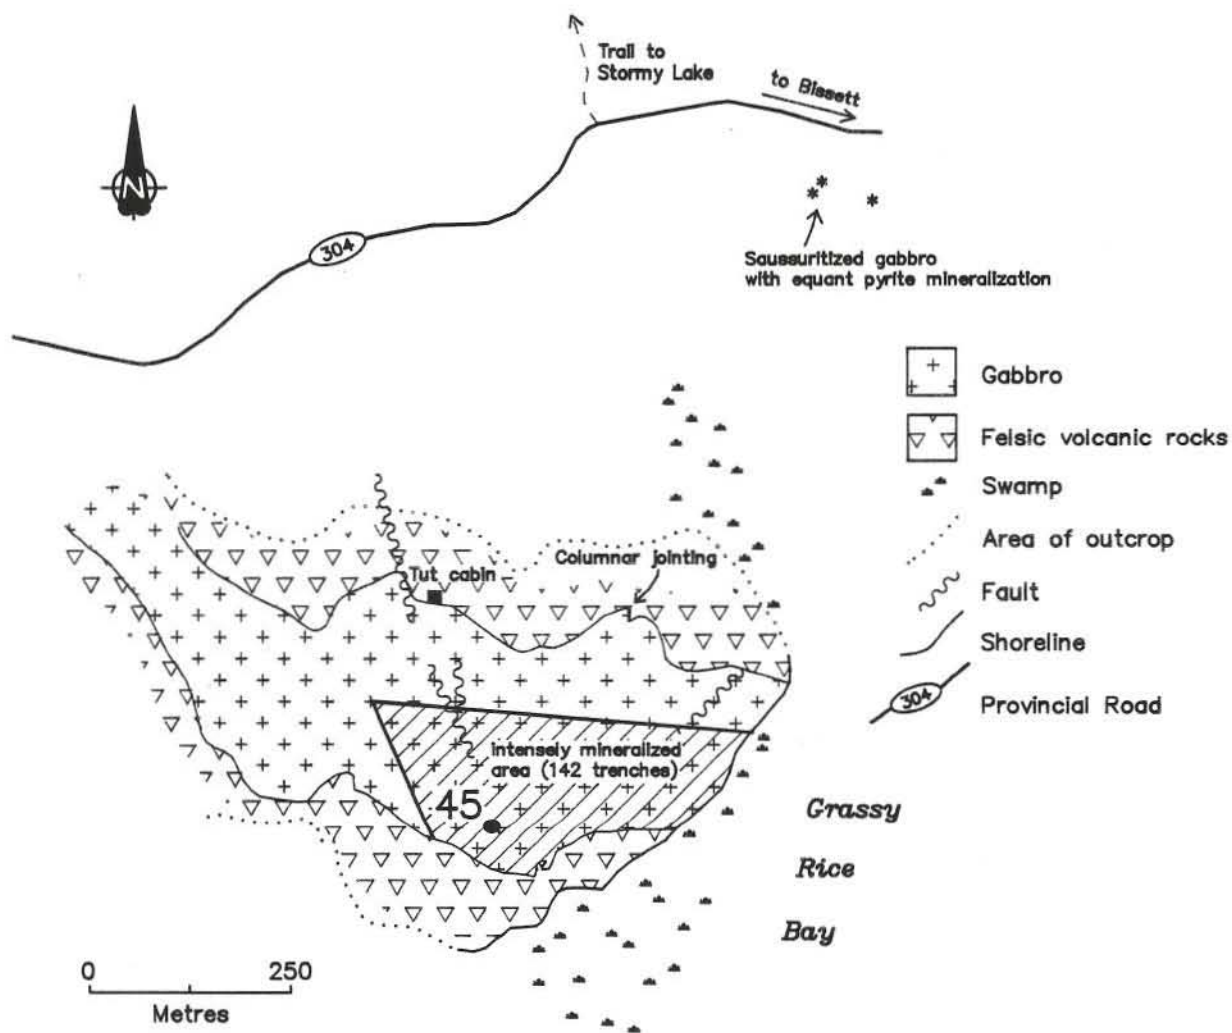 Trail to
Stormy Lake
to Bissett
N
304
Saussuritized gabbro
with equant pyrite mineralization
Gabbro
Felsic volcanic rocks
Swamp
Area of outcrop
Fault
Shoreline
304
Provincial Road
Columnar jointing
Tut cabin
intensely mineralized
area (142 trenches)
45
Grassy
Rice
Bay
0 250
Metres